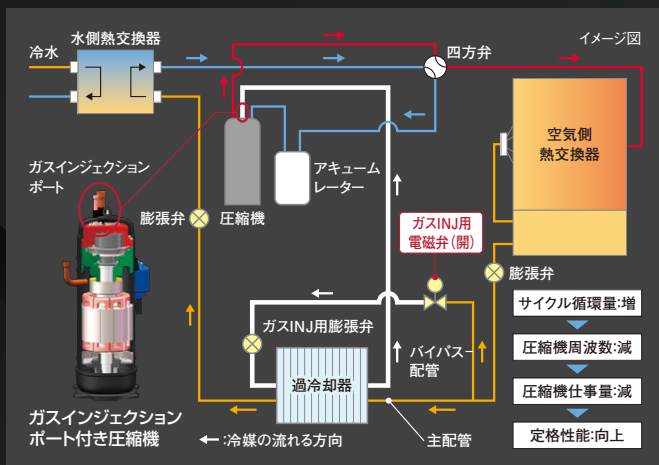 イメージ図
水側熱交換器
冷水
四方弁
空気側
熱交換器
ガスインジェクション
ポート
アキューム
レーター
圧縮機
膨張弁
ガスINJ用
電磁弁(開)
膨張弁
ガスINJ用膨張弁
バイパス
配管
過冷却器
主配管
←:冷媒の流れる方向
ガスインジェクション
ポート付き圧縮機
サイクル循環量:増
圧縮機周波数:減
圧縮機仕事量:減
定格性能:向上